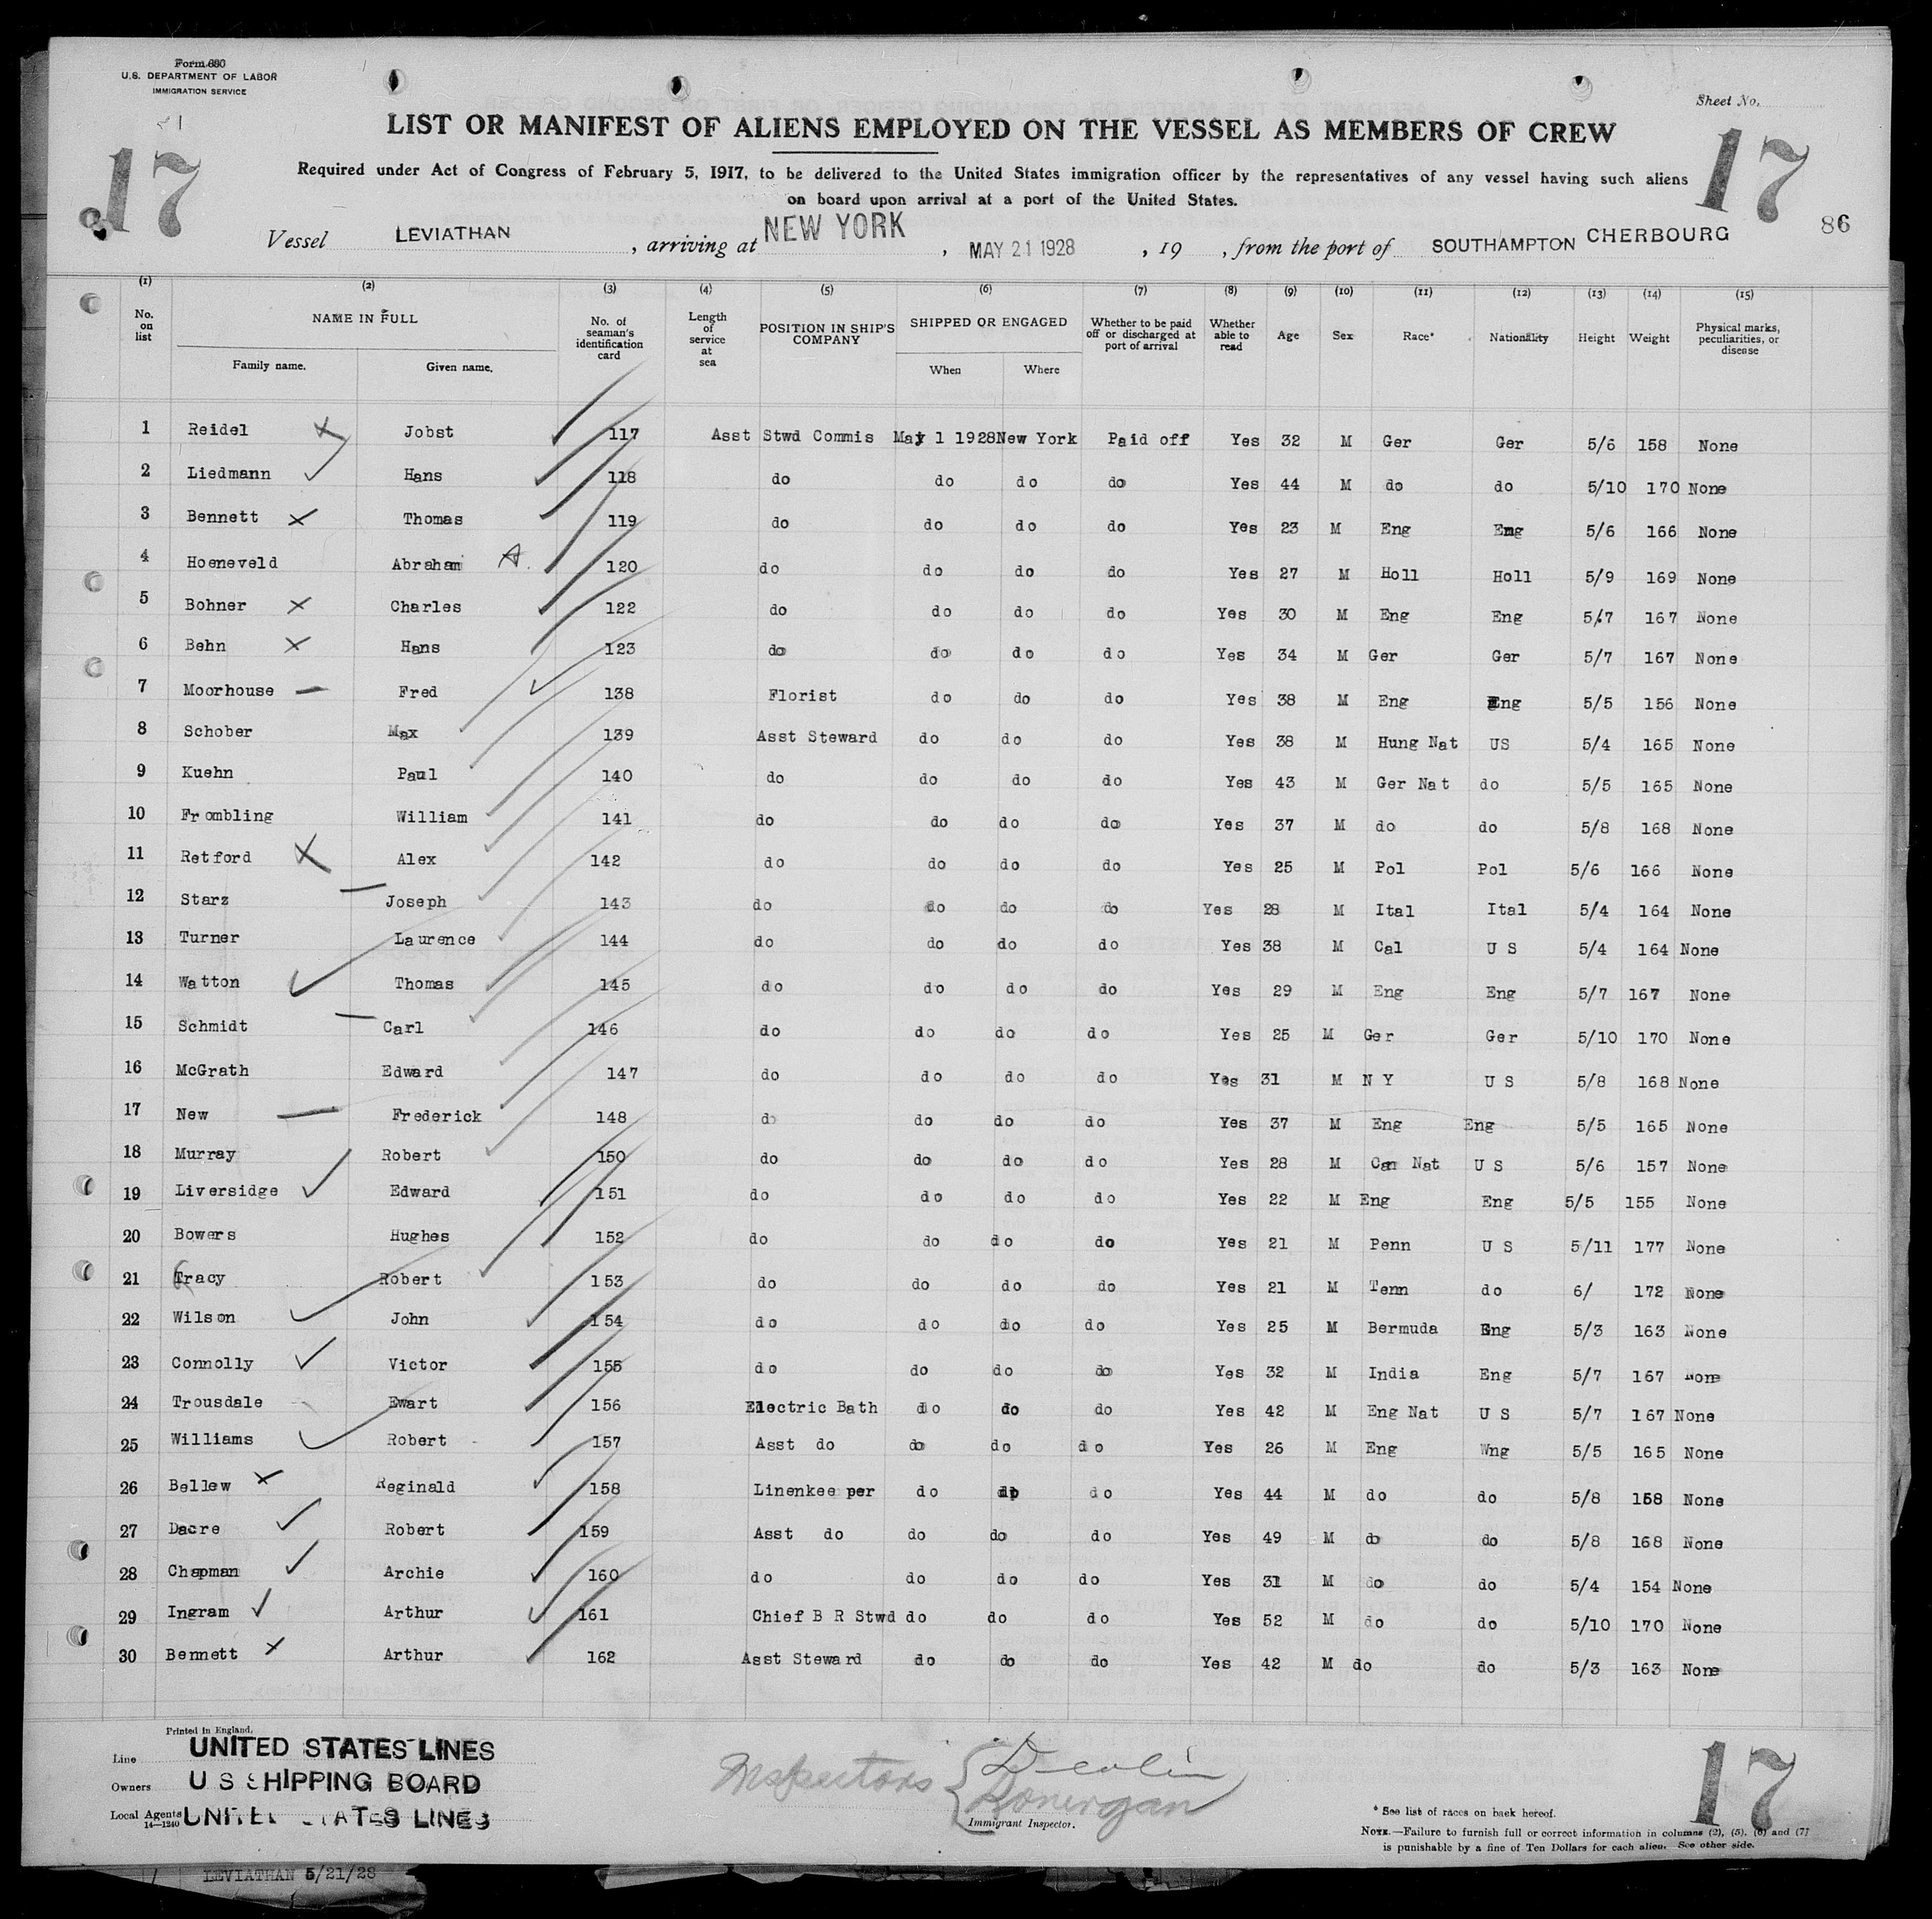 Form 680
U.S. DEPARTMENT OF LABOR
IMMIGRATION SERVICE
Sheet No.
17
17
LIST OR MANIFEST OF ALIENS EMPLOYED ON THE VESSEL AS MEMBERS OF CREW
Required under Act of Congress of February 5, 1917, to be delivered to the United States immigration officer by the representatives of any vessel having such aliens
on board upon arrival at a port of the United States.
86
Vessel LEVIATHAN , arriving at NEW YORK , MAY 21 1928 , 19 , from the port of SOUTHAMPTON CHERBOURG
(1) (2) (3) (4) (5) (6) (7) (8) (9) (10) (11) (12) (13) (14) (15)
No. on list NAME IN FULL Family name. Given name. No. of seaman's identification card Length of service at sea POSITION IN SHIP'S COMPANY SHIPPED OR ENGAGED When Where Whether to be paid off or discharged at port of arrival Whether able to read Age Sex Race* Nationality Height Weight Physical marks, peculiarities, or disease
1 Reidel Jobst 117 Asst Stwd Commis May 1 1928 New York Paid off Yes 32 M Ger Ger 5/6 158 None
2 Liedmann Hans 118 do do do do Yes 44 M do do 5/10 170 None
3 Bennett Thomas 119 do do do do Yes 23 M Eng Eng 5/6 166 None
4 Hoeneveld Abraham 120 do do do do Yes 27 M Holl Holl 5/9 169 None
5 Bohner Charles 122 do do do do Yes 30 M Eng Eng 5/7 167 None
6 Behn Hans 123 do do do do Yes 34 M Ger Ger 5/7 167 None
7 Moorhouse Fred 138 Florist do do do Yes 38 M Eng Eng 5/5 156 None
8 Schober Max 139 Asst Steward do do do Yes 38 M Hung Nat US 5/4 165 None
9 Kuehn Paul 140 do do do do Yes 43 M Ger Nat do 5/5 165 None
10 Frombling William 141 do do do do Yes 37 M do do 5/8 168 None
11 Retford Alex 142 do do do do Yes 25 M Pol Pol 5/6 166 None
12 Starz Joseph 143 do do do do Yes 28 M Ital Ital 5/4 164 None
13 Turner Laurence 144 do do do do Yes 38 M Cal U S 5/4 164 None
14 Watton Thomas 145 do do do do Yes 29 M Eng Eng 5/7 167 None
15 Schmidt Carl 146 do do do do Yes 25 M Ger Ger 5/10 170 None
16 McGrath Edward 147 do do do do Yes 31 M N Y U S 5/8 168 None
17 New Frederick 148 do do do do Yes 37 M Eng Eng 5/5 165 None
18 Murray Robert 150 do do do do Yes 28 M Can Nat U S 5/6 157 None
19 Liversidge Edward 151 do do do do Yes 22 M Eng Eng 5/5 155 None
20 Bowers Hughes 152 do do do do Yes 21 M Penn U S 5/11 177 None
21 Tracy Robert 153 do do do do Yes 21 M Tenn do 6/ 172 None
22 Wilson John 154 do do do do Yes 25 M Bermuda Eng 5/3 163 None
23 Connolly Victor 155 do do do do Yes 32 M India Eng 5/7 167 None
24 Trousdale Ewart 156 Electric Bath do do do Yes 42 M Eng Nat U S 5/7 167 None
25 Williams Robert 157 Asst do do do do Yes 26 M Eng Wng 5/5 165 None
26 Bellew Reginald 158 Linenkee per do do do Yes 44 M do do 5/8 158 None
27 Dacre Robert 159 Asst do do do do Yes 49 M do do 5/8 168 None
28 Chapman Archie 160 do do do do Yes 31 M do do 5/4 154 None
29 Ingram Arthur 161 Chief B R Stwd do do do Yes 52 M do do 5/10 170 None
30 Bennett Arthur 162 Asst Steward do do do Yes 42 M do do 5/3 163 None
Printed in England.
Line UNITED STATES LINES
Owners U S SHIPPING BOARD
Local Agents UNITED STATES LINES
14—1240
Inspectors Devlin
Donergan
Immigrant Inspector.
17
* See list of races on back hereof.
NOTE.—Failure to furnish full or correct information in columns (2), (5), (6) and (7)
is punishable by a fine of Ten Dollars for each alien. See other side.
LEVIATHAN 5/21/28